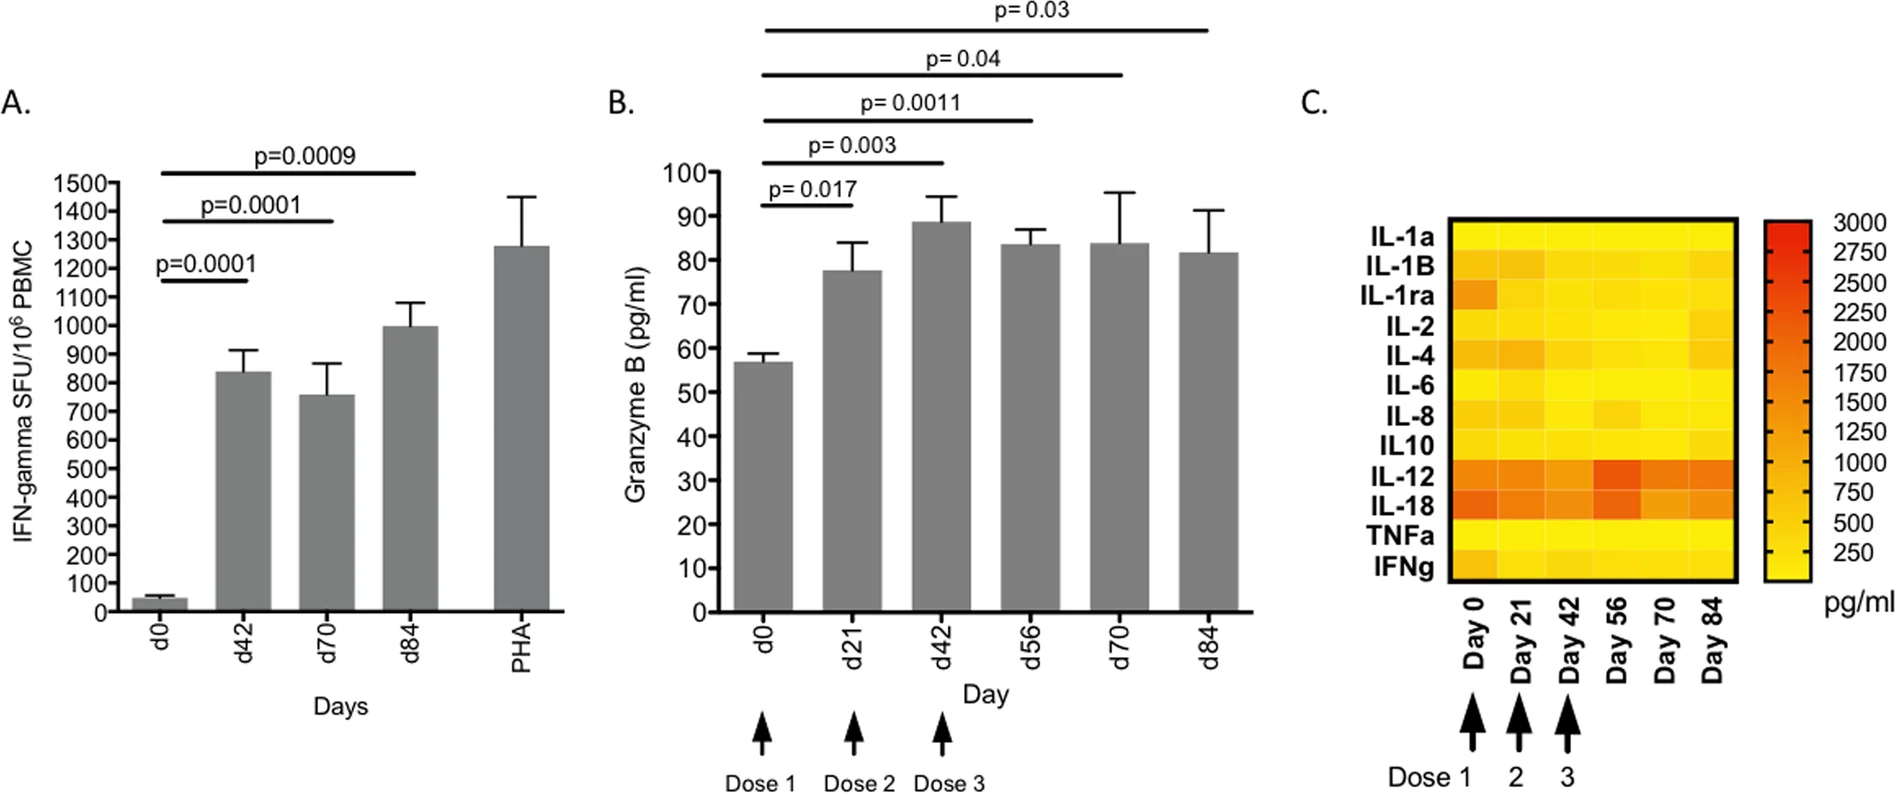 A.
p=0.0009
p=0.0001
p=0.0001
IFN-gamma SFU/10⁶ PBMC
1500
1400
1300
1200
1100
1000
900
800
700
600
500
400
300
200
100
0
d0
d42
d70
d84
PHA
Days
B.
p= 0.03
p= 0.04
p= 0.0011
p= 0.003
p= 0.017
Granzyme B (pg/ml)
100
90
80
70
60
50
40
30
20
10
0
d0
d21
d42
d56
d70
d84
Day
Dose 1
Dose 2
Dose 3
C.
IL-1a
IL-1B
IL-1ra
IL-2
IL-4
IL-6
IL-8
IL10
IL-12
IL-18
TNFa
IFNg
Day 0
Day 21
Day 42
Day 56
Day 70
Day 84
Dose 1
2
3
3000
2750
2500
2250
2000
1750
1500
1250
1000
750
500
250
pg/ml